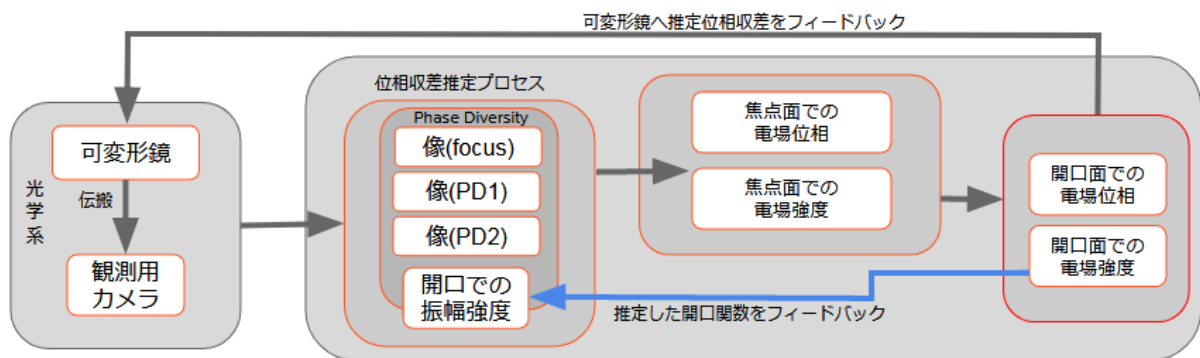 可変形鏡へ推定位相収差をフィードバック
光学系
可変形鏡
伝搬
観測用
カメラ
位相収差推定プロセス
Phase Diversity
像(focus)
像(PD1)
像(PD2)
開口での
振幅強度
焦点面での
電場位相
焦点面での
電場強度
開口面での
電場位相
開口面での
電場強度
推定した開口関数をフィードバック